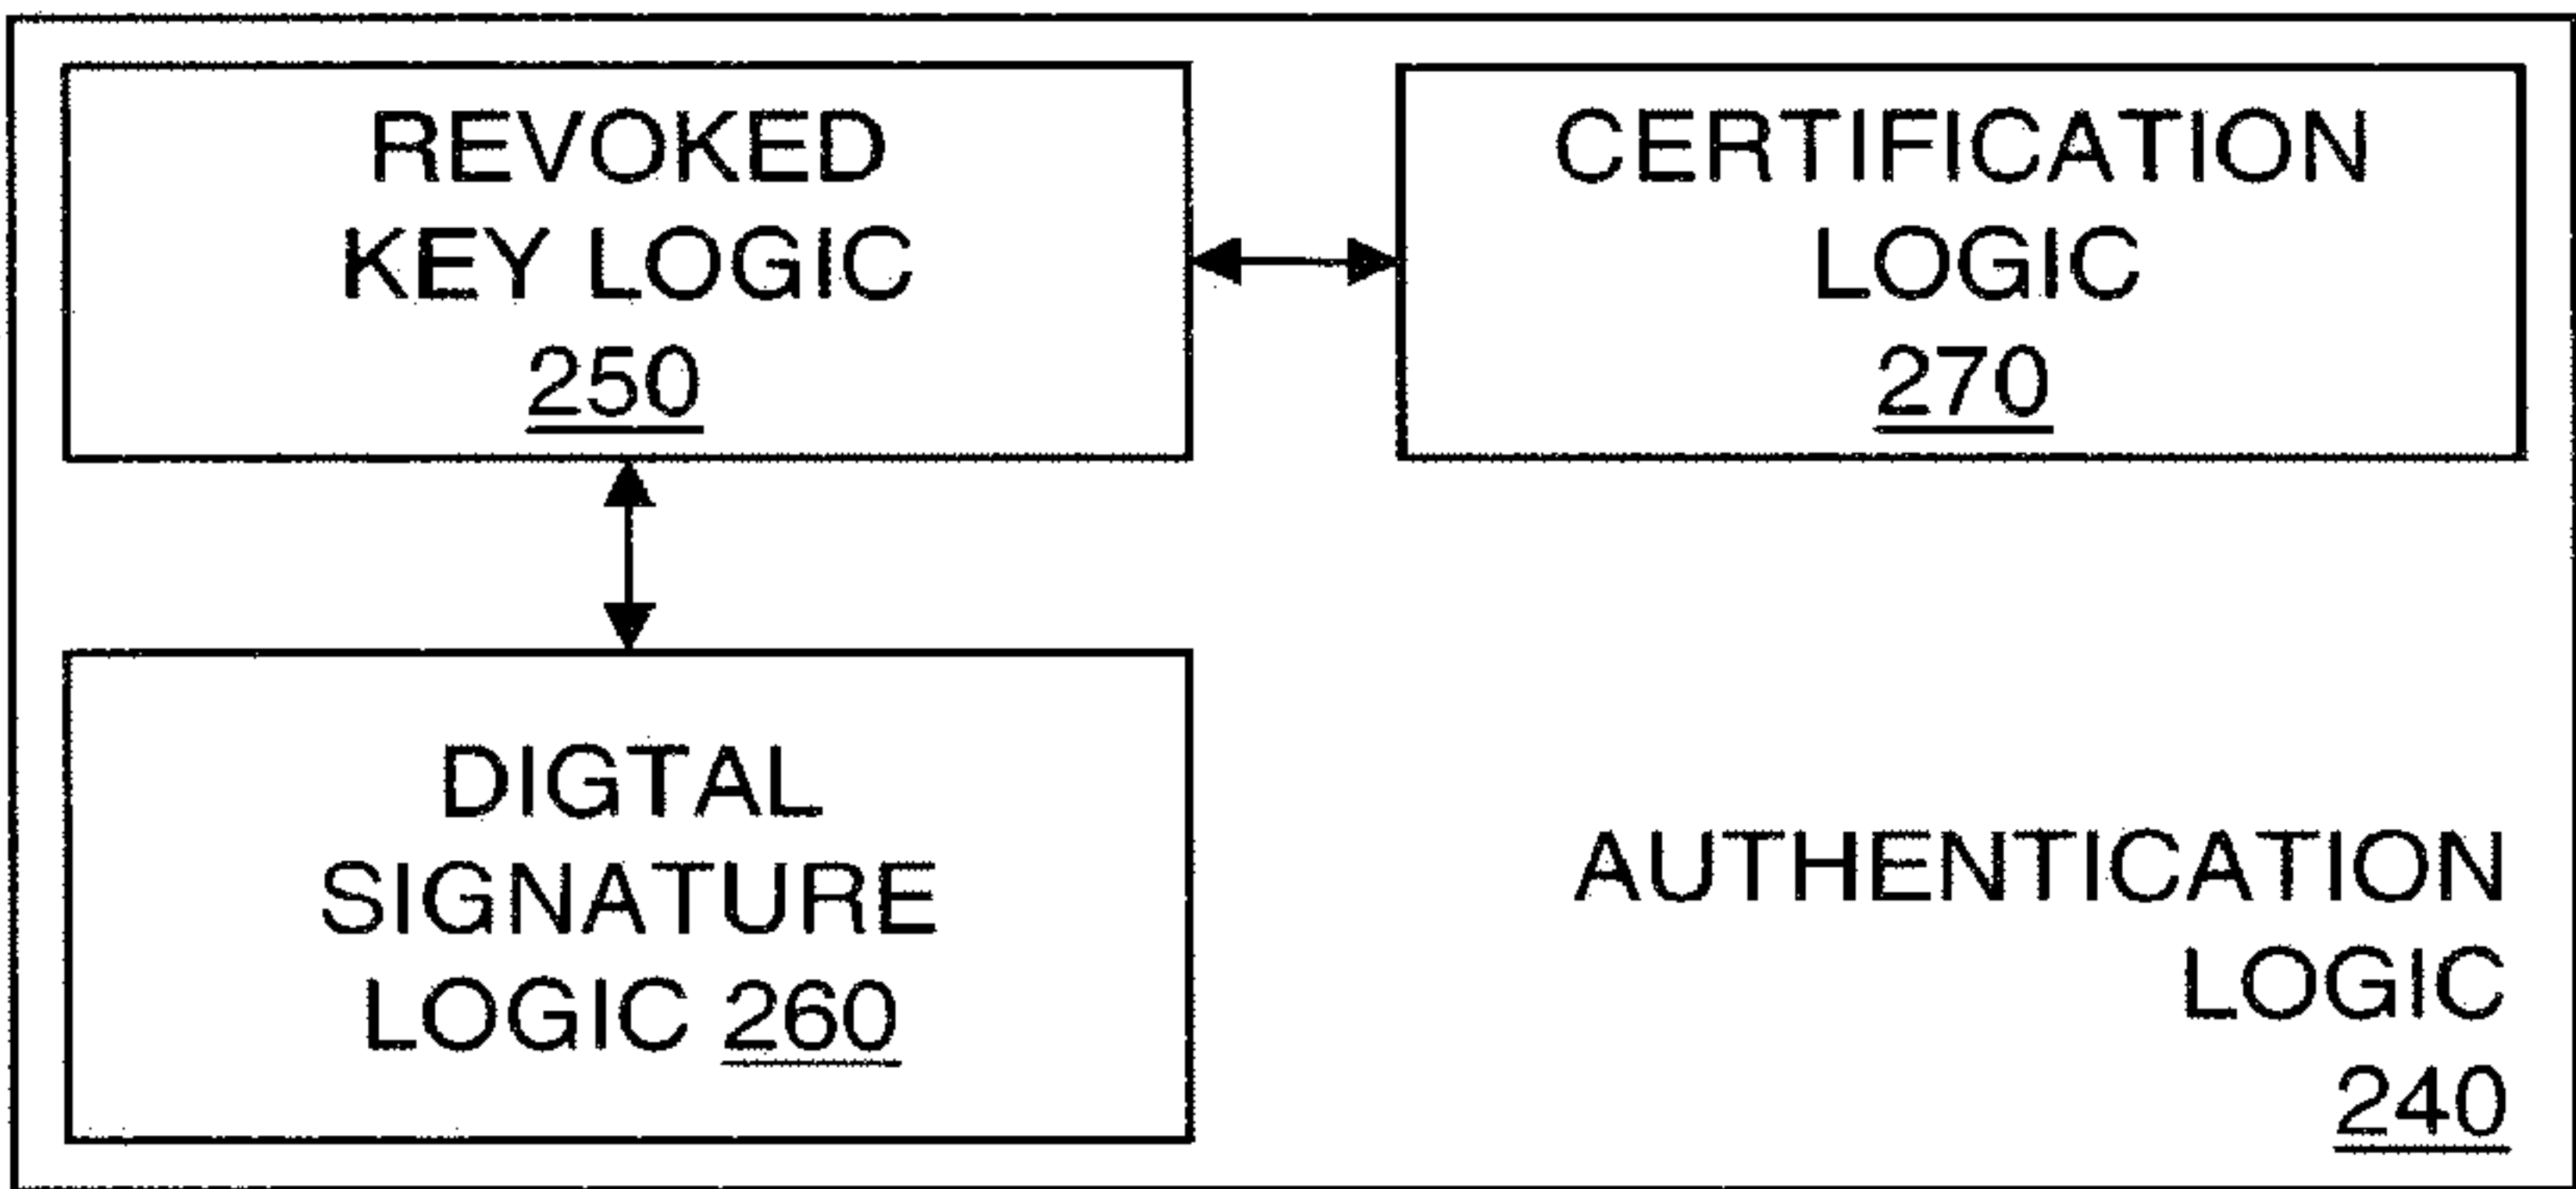 REVOKED
KEY LOGIC
250
CERTIFICATION
LOGIC
270
DIGTAL
SIGNATURE
LOGIC 260
AUTHENTICATION
LOGIC
240